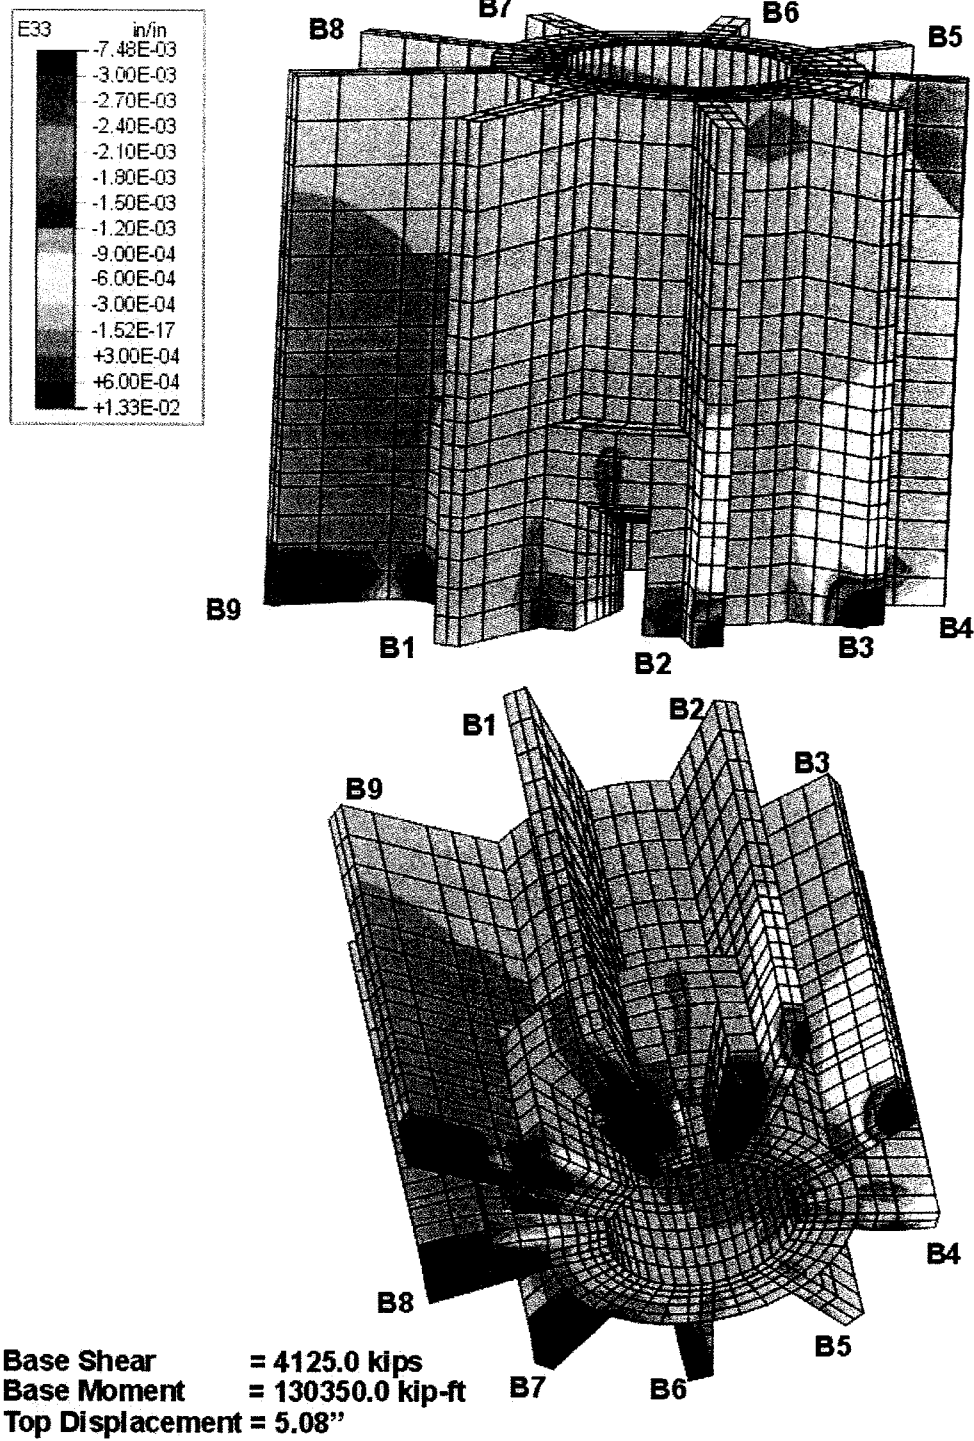 E33 in/in
-7.48E-03
-3.00E-03
-2.70E-03
-2.40E-03
-2.10E-03
-1.80E-03
-1.50E-03
-1.20E-03
-9.00E-04
-6.00E-04
-3.00E-04
-1.52E-17
+3.00E-04
+6.00E-04
+1.33E-02
B7
B6
B8
B5
B9
B1
B2
B3
B4
B1
B2
B3
B9
B4
B8
B5
B7
B6
Base Shear = 4125.0 kips
Base Moment = 130350.0 kip-ft
Top Displacement = 5.08”